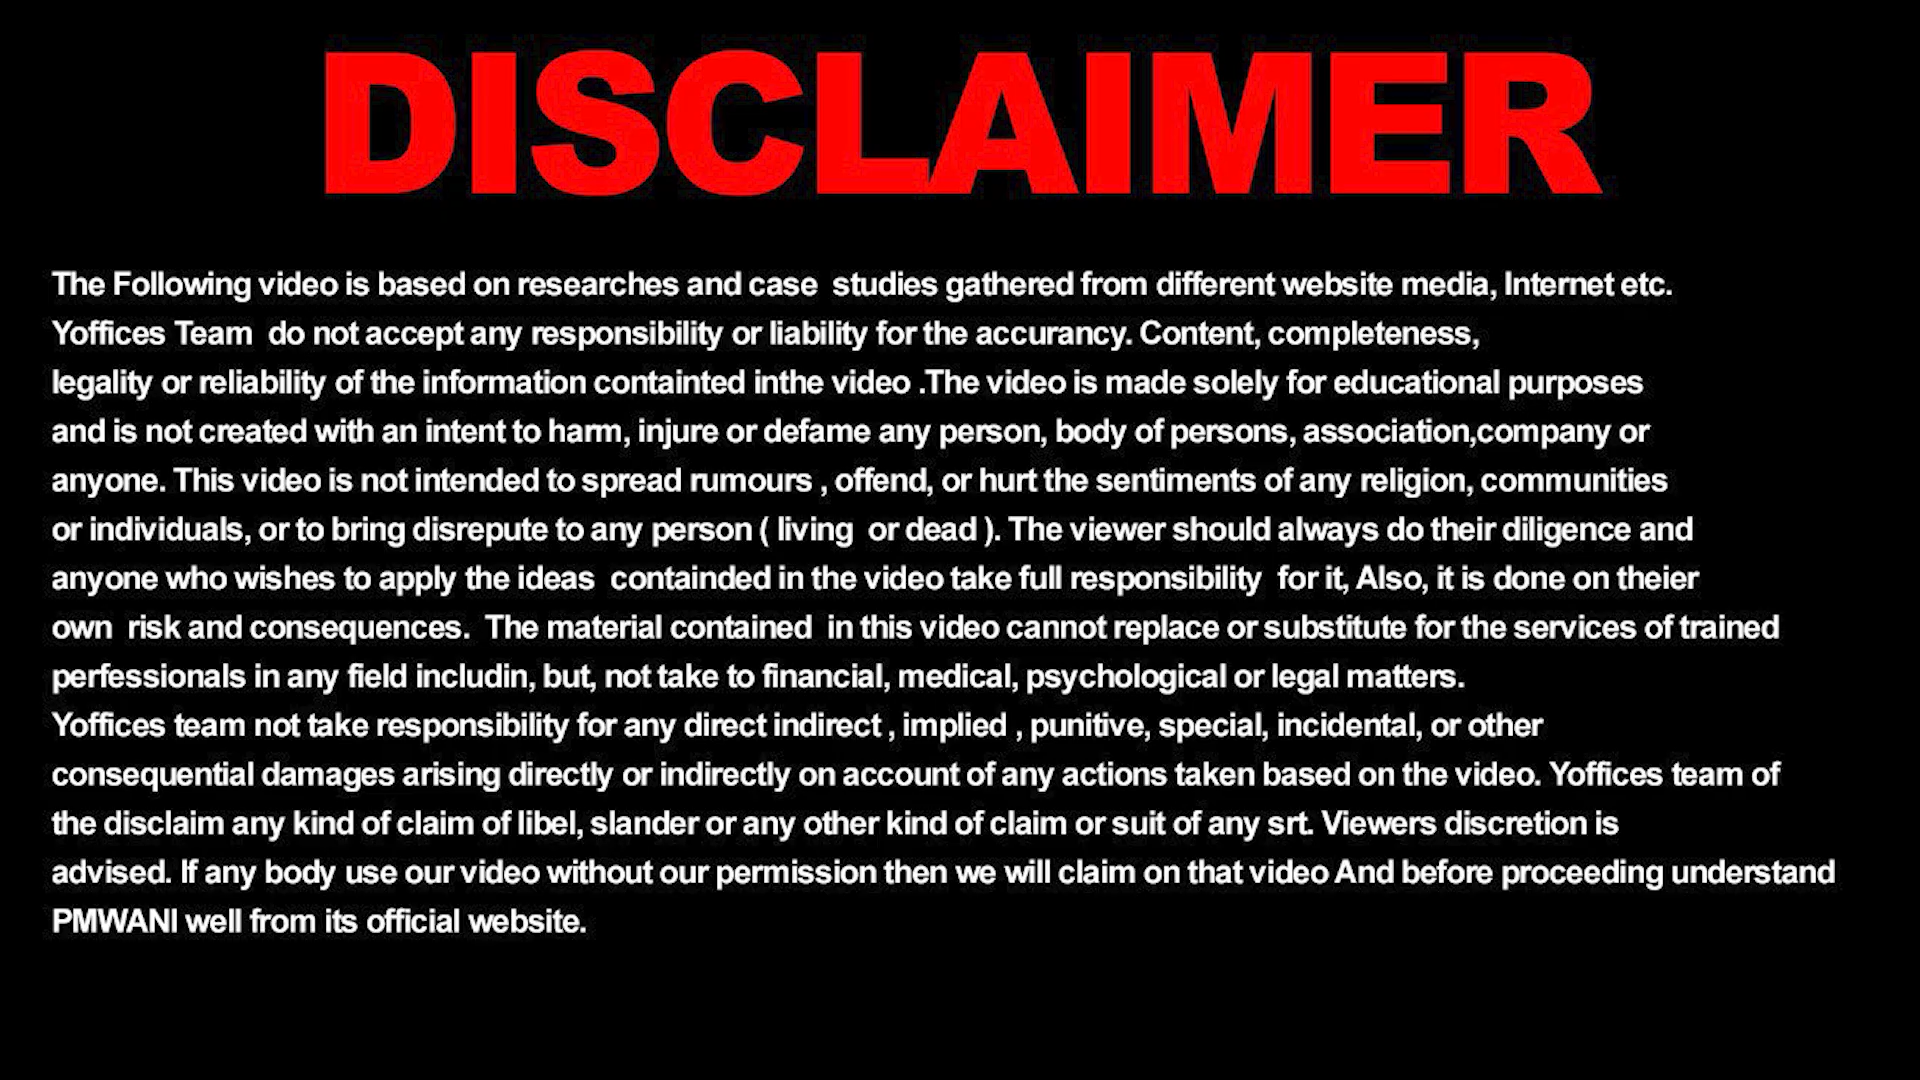 DISCLAIMER
The Following video is based on researches and case studies gathered from different website media, Internet etc.
Yoffices Team do not accept any responsibility or liability for the accurancy. Content, completeness,
legality or reliability of the information containted inthe video .The video is made solely for educational purposes
and is not created with an intent to harm, injure or defame any person, body of persons, association,company or
anyone. This video is not intended to spread rumours , offend, or hurt the sentiments of any religion, communities
or individuals, or to bring disrepute to any person ( living or dead ). The viewer should always do their diligence and
anyone who wishes to apply the ideas containded in the video take full responsibility for it, Also, it is done on theier
own risk and consequences. The material contained in this video cannot replace or substitute for the services of trained
perfessionals in any field includin, but, not take to financial, medical, psychological or legal matters.
Yoffices team not take responsibility for any direct indirect , implied , punitive, special, incidental, or other
consequential damages arising directly or indirectly on account of any actions taken based on the video. Yoffices team of
the disclaim any kind of claim of libel, slander or any other kind of claim or suit of any srt. Viewers discretion is
advised. If any body use our video without our permission then we will claim on that video And before proceeding understand
PMWANI well from its official website.